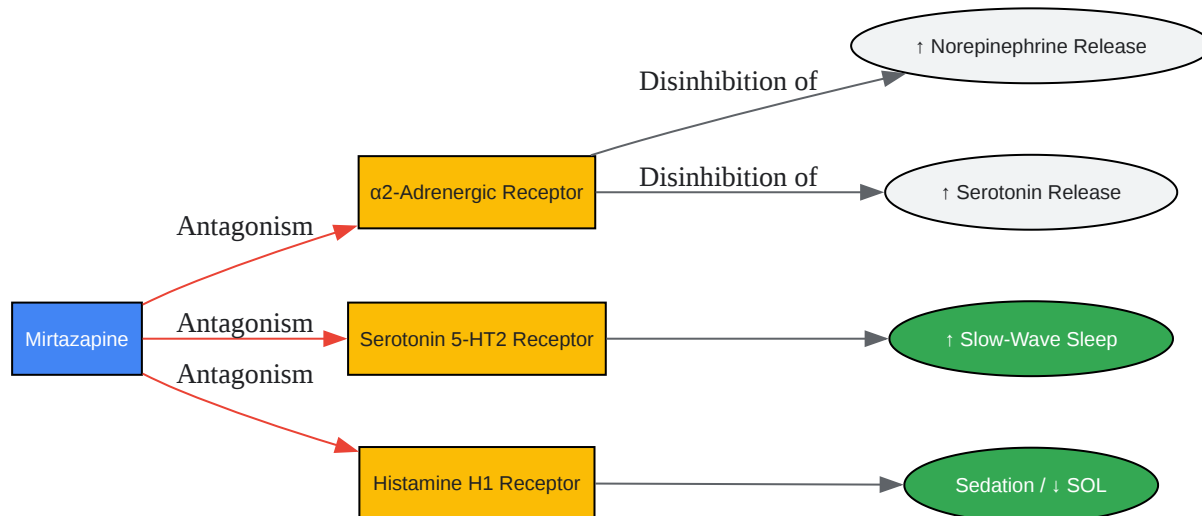 ↑ Norepinephrine Release
Disinhibition of
α2-Adrenergic Receptor
Disinhibition of
↑ Serotonin Release
Antagonism
Mirtazapine
Antagonism
Serotonin 5-HT2 Receptor
↑ Slow-Wave Sleep
Antagonism
Histamine H1 Receptor
Sedation / ↓ SOL